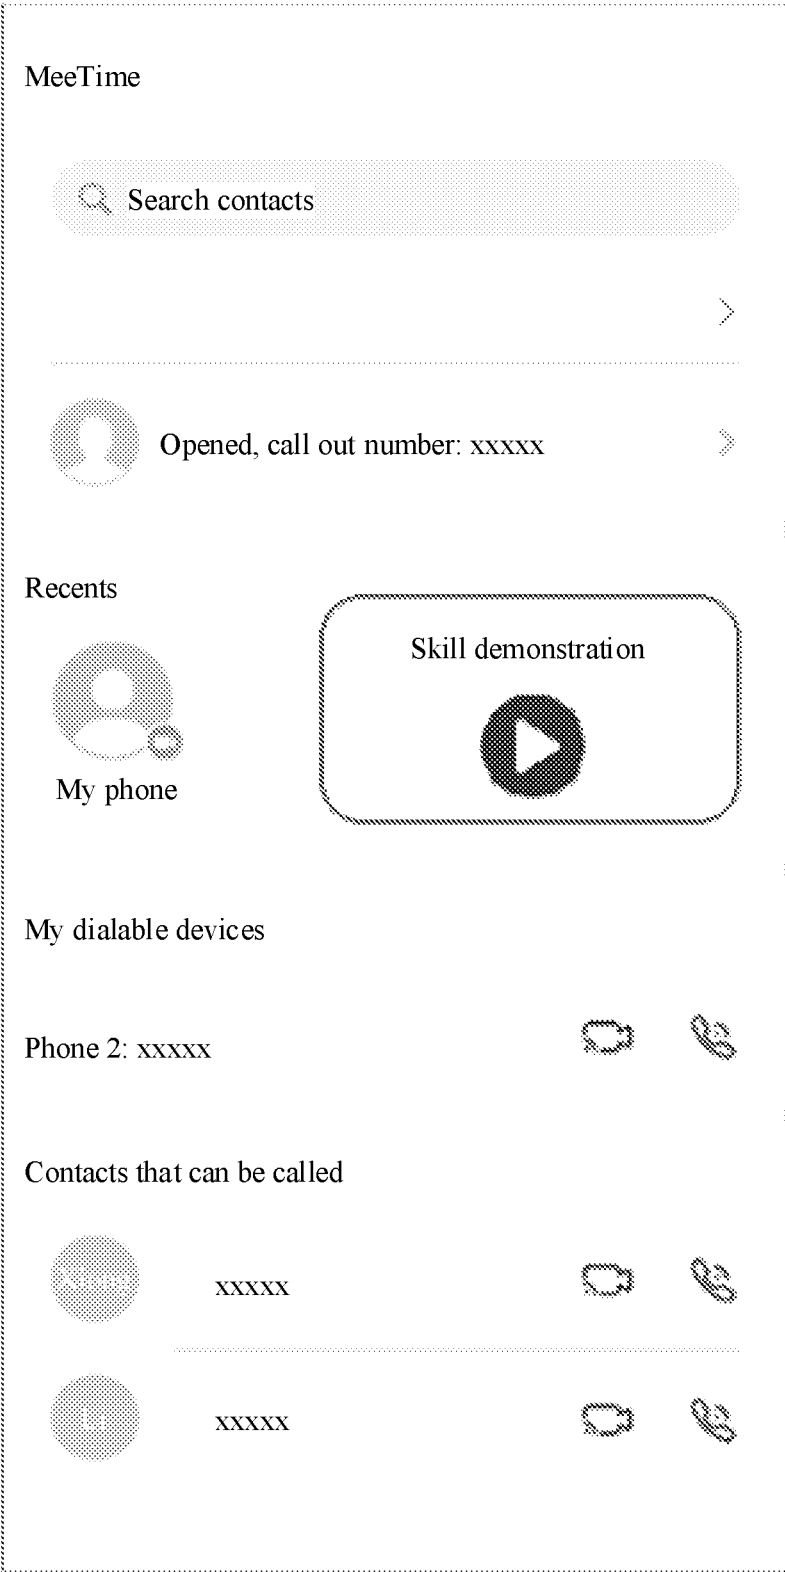 MeeTime
Search contacts
Opened, call out number: xxxxx
Recents
Skill demonstration
My phone
My dialable devices
Phone 2: xxxxx
Contacts that can be called
xxxxx
Li
xxxxx